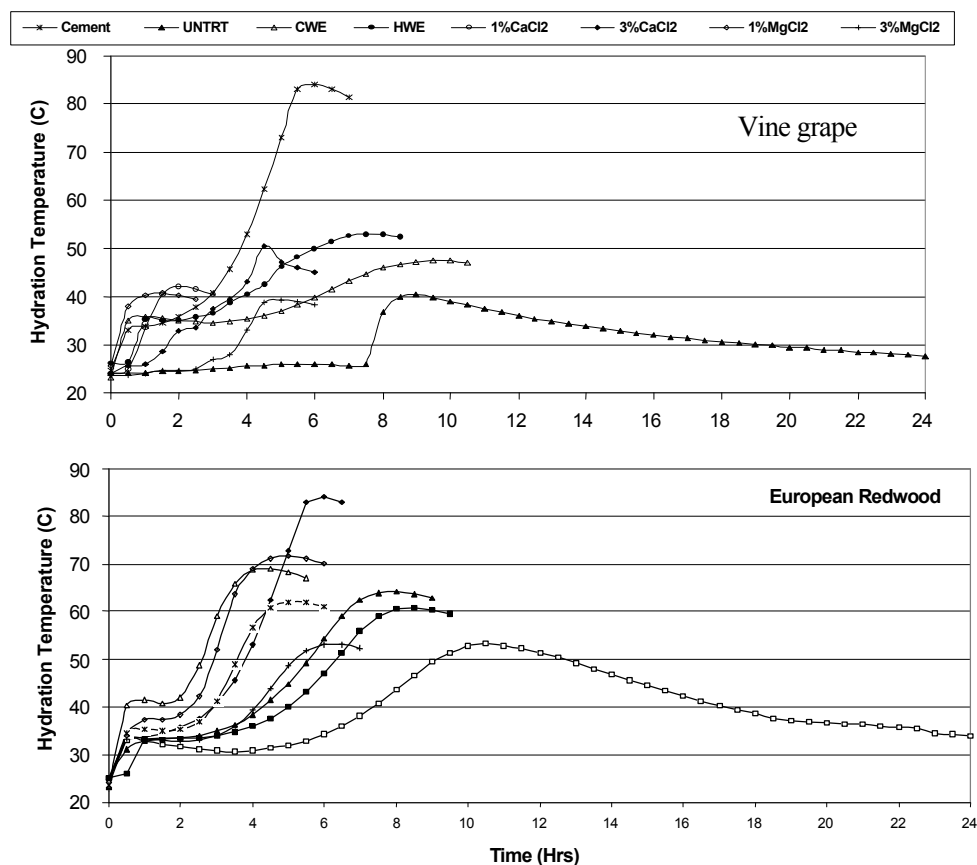 Cement UNTRT CWE HWE 1%CaCl2 3%CaCl2 1%MgCl2 3%MgCl2
90
80
70
60
50
40
30
20
Hydration Temperature (C)
Vine grape
0 2 4 6 8 10 12 14 16 18 20 22 24
90
80
70
60
50
40
30
20
Hydration Temperature (C)
European Redwood
0 2 4 6 8 10 12 14 16 18 20 22 24
Time (Hrs)